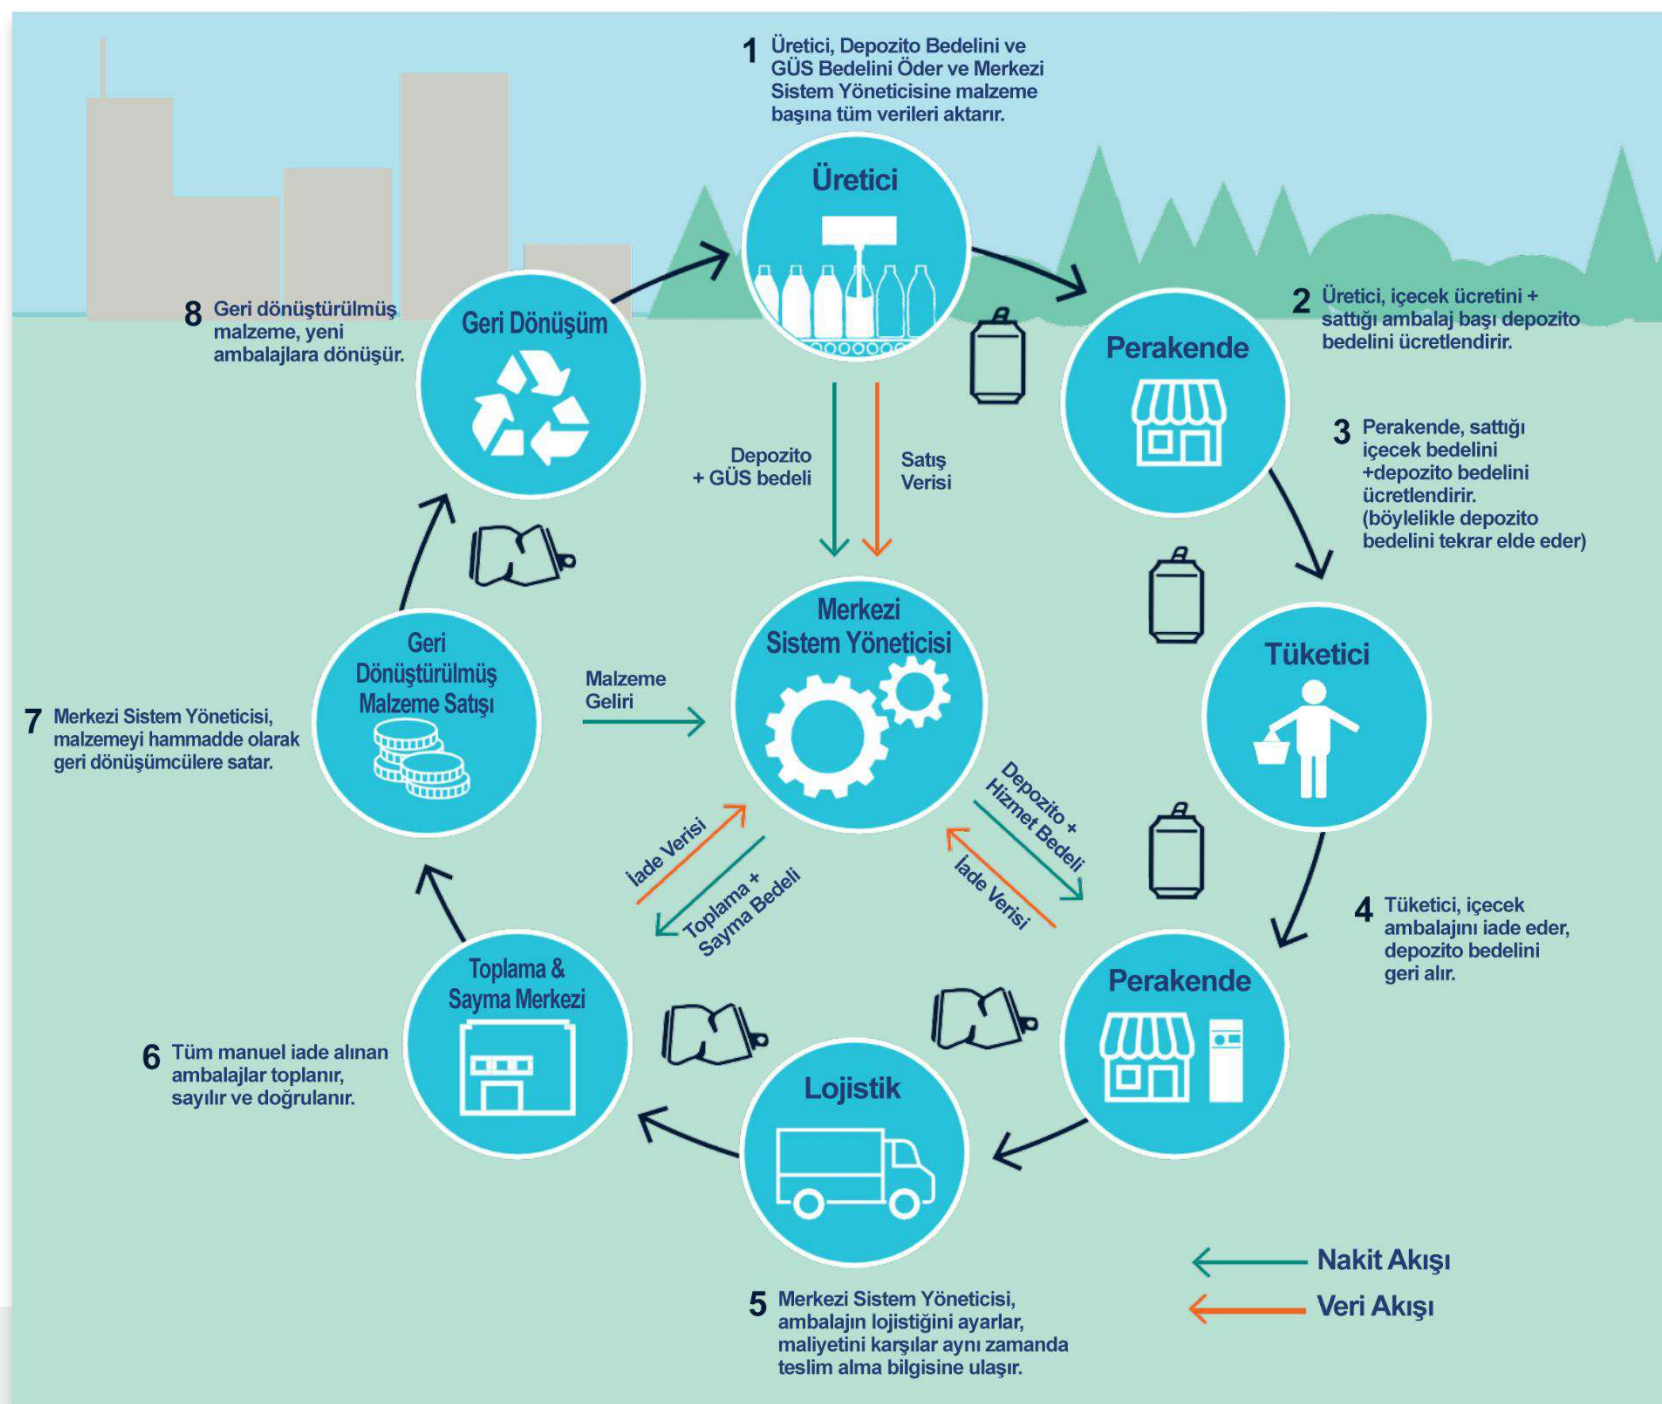 1 Üretici, Depozito Bedelini ve
GÜS Bedelini Öder ve Merkezi
Sistem Yöneticisine malzeme
başına tüm verileri aktarır.
Üretici
2 Üretici, içecek ücretini +
sattığı ambalaj başı depozito
bedelini ücretlendirir.
Perakende
3 Perakende, sattığı
içecek bedelini
+depozito bedelini
ücretlendirir.
(böylelikle depozito
bedelini tekrar elde eder)
Tüketici
4 Tüketici, içecek
ambalajını iade eder,
depozito bedelini
geri alır.
Perakende
Lojistik
5 Merkezi Sistem Yöneticisi,
ambalajın lojistiğini ayarlar,
maliyetini karşılar aynı zamanda
teslim alma bilgisine ulaşır.
Toplama &
Sayma Merkezi
6 Tüm manuel iade alınan
ambalajlar toplanır,
sayılır ve doğrulanır.
Geri
Dönüştürülmüş
Malzeme Satışı
7 Merkezi Sistem Yöneticisi,
malzemeyi hammadde olarak
geri dönüşümcülere satar.
Geri Dönüşüm
8 Geri dönüştürülmüş
malzeme, yeni
ambalajlara dönüşür.
Depozito
+ GÜS bedeli
Satış
Verisi
Merkezi
Sistem Yöneticisi
Malzeme
Geliri
İade Verisi
Toplama +
Sayma Bedeli
Depozito +
Hizmet Bedeli
İade Verisi
Nakit Akışı
Veri Akışı